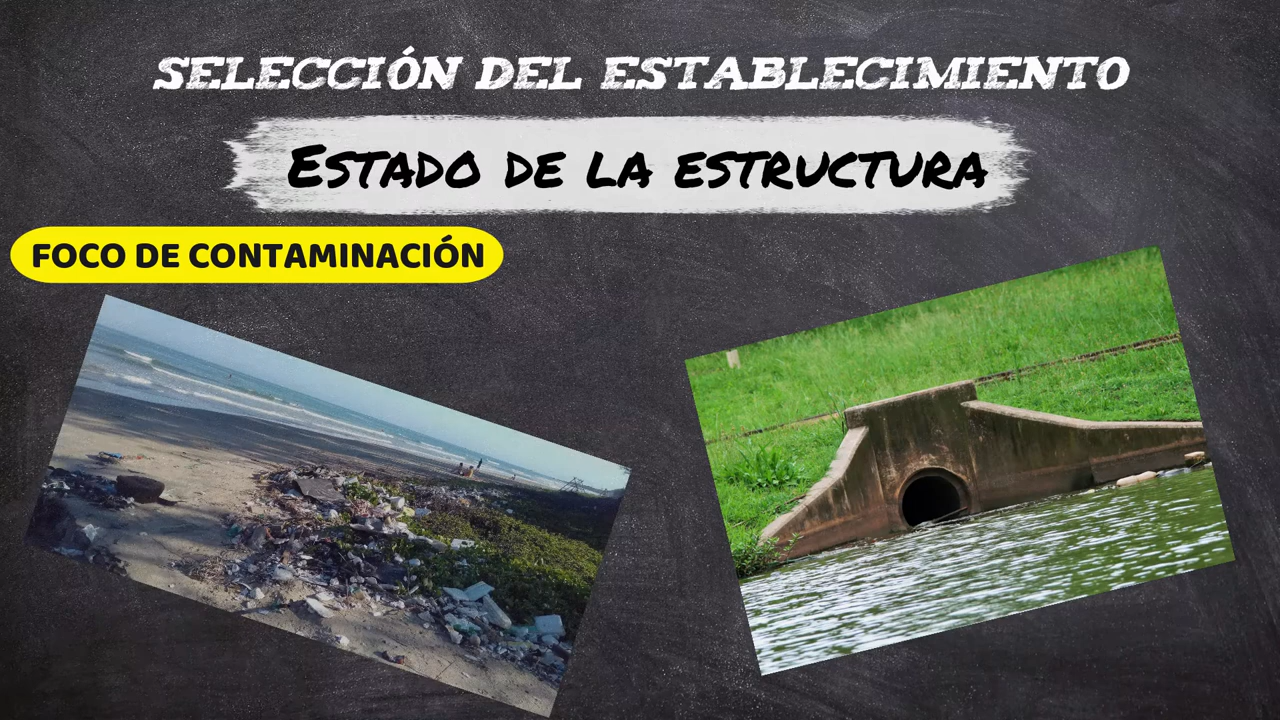 SELECCIÓN DEL ESTABLECIMIENTO
ESTADO DE LA ESTRUCTURA
FOCO DE CONTAMINACIÓN